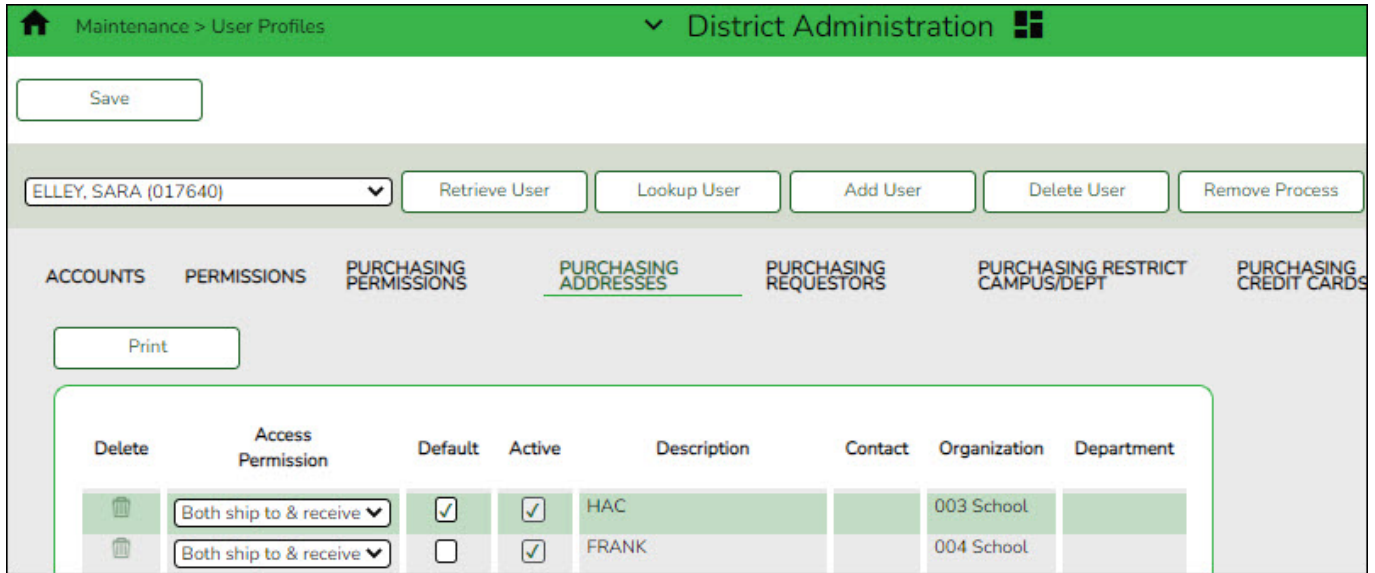 Maintenance > User Profiles District Administration
Save
ELLEY, SARA (017640) Retrieve User Lookup User Add User Delete User Remove Process
ACCOUNTS PERMISSIONS PURCHASING PERMISSIONS PURCHASING ADDRESSES PURCHASING REQUESTORS PURCHASING RESTRICT CAMPUS/DEPT PURCHASING CREDIT CARDS
Print
Delete Access Permission Default Active Description Contact Organization Department
Both ship to & receive HAC 003 School
Both ship to & receive FRANK 004 School